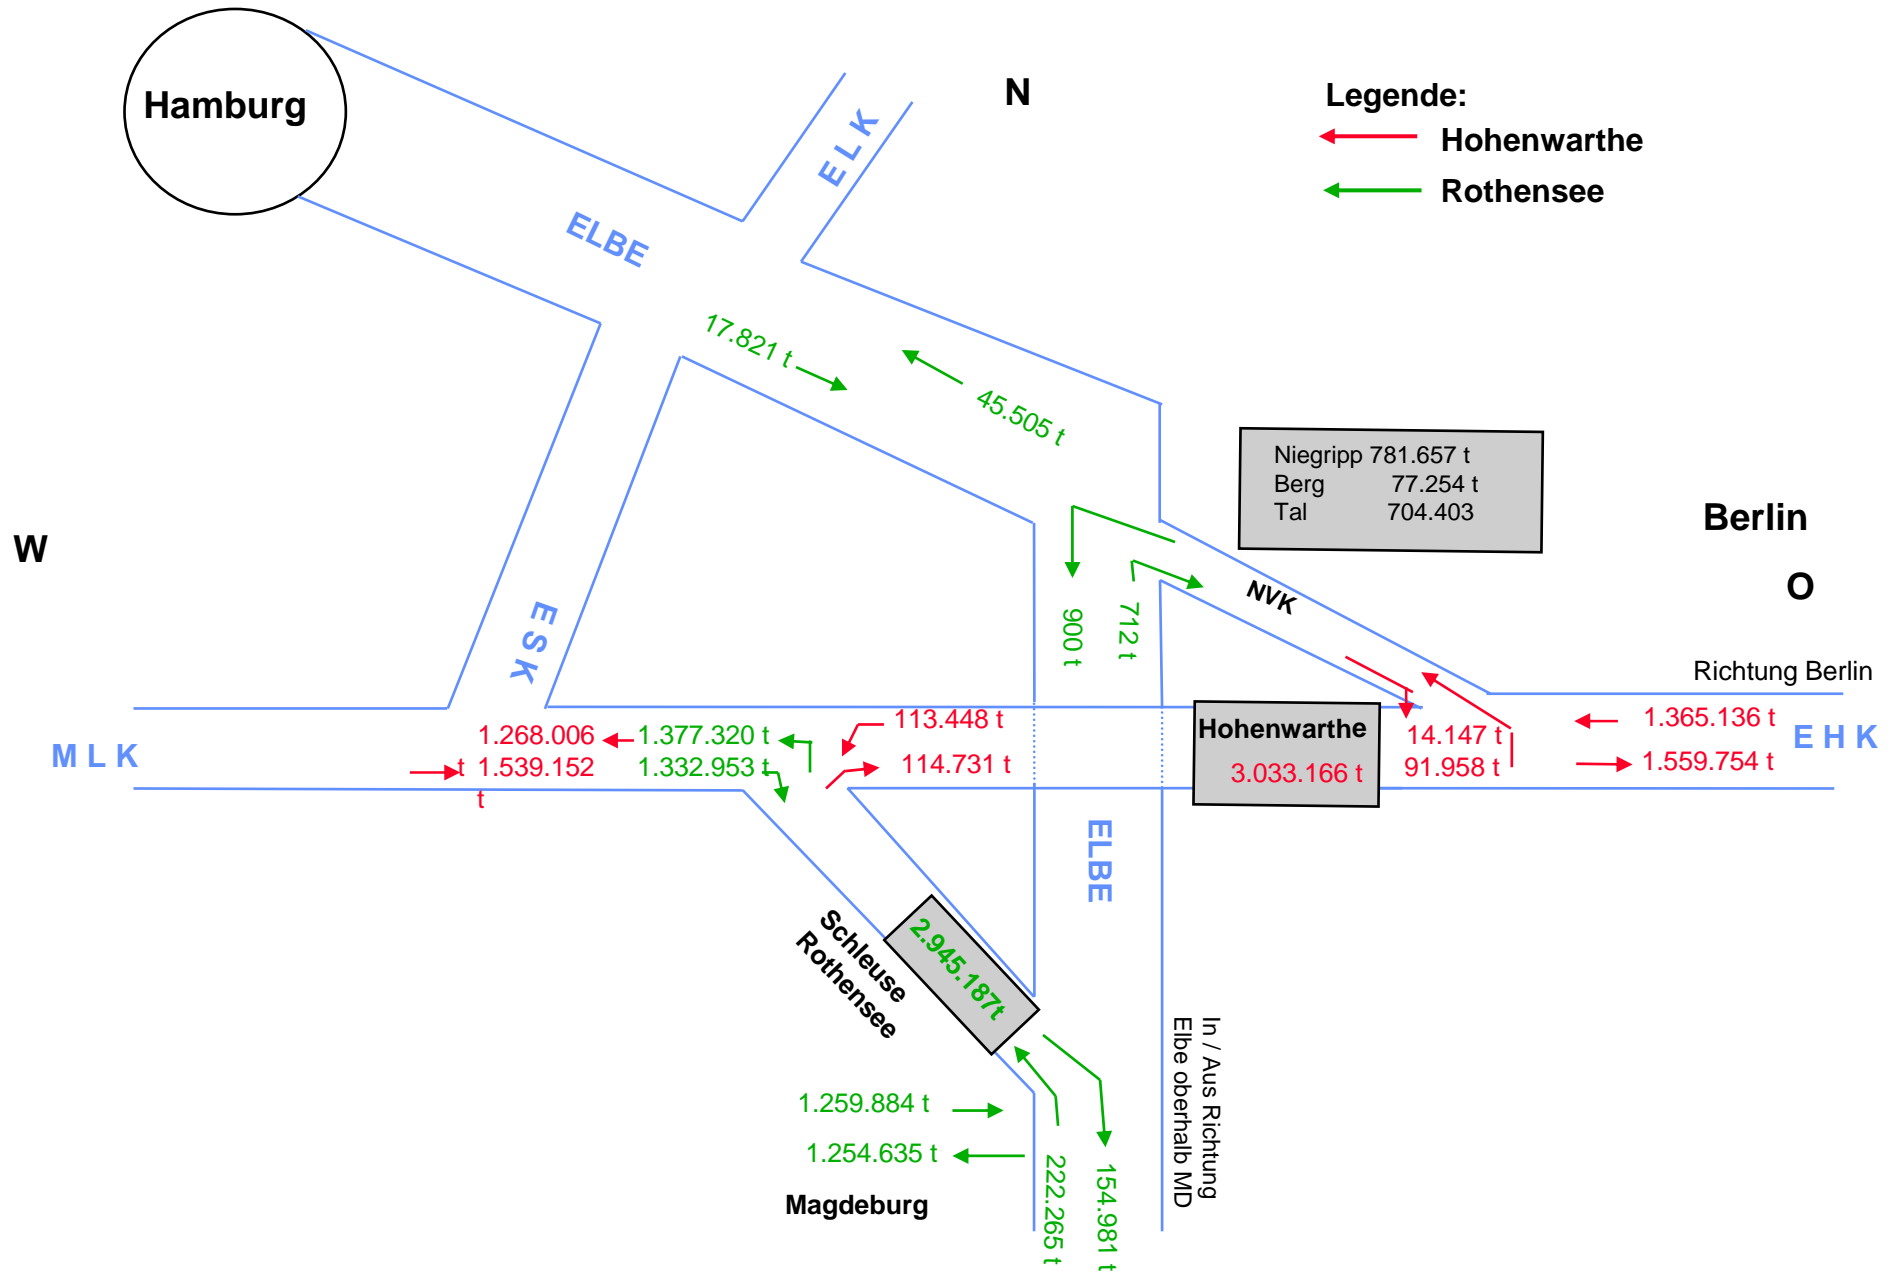 Hamburg
N
Legende:
Hohenwarthe
Rothensee
E L K
ELBE
17.821 t
45.505 t
Niegripp 781.657 t
Berg 77.254 t
Tal 704.403
Berlin
W
O
NVK
900 t
712 t
E S K
Richtung Berlin
M L K
1.268.006
t
1.539.152
t
1.377.320 t
1.332.953 t
113.448 t
114.731 t
Hohenwarthe
3.033.166 t
14.147 t
91.958 t
1.365.136 t
1.559.754 t
E H K
ELBE
Schleuse
Rothensee
2.945.187t
In / Aus Richtung
Elbe oberhalb MD
1.259.884 t
1.254.635 t
Magdeburg
222.265 t
154.981 t